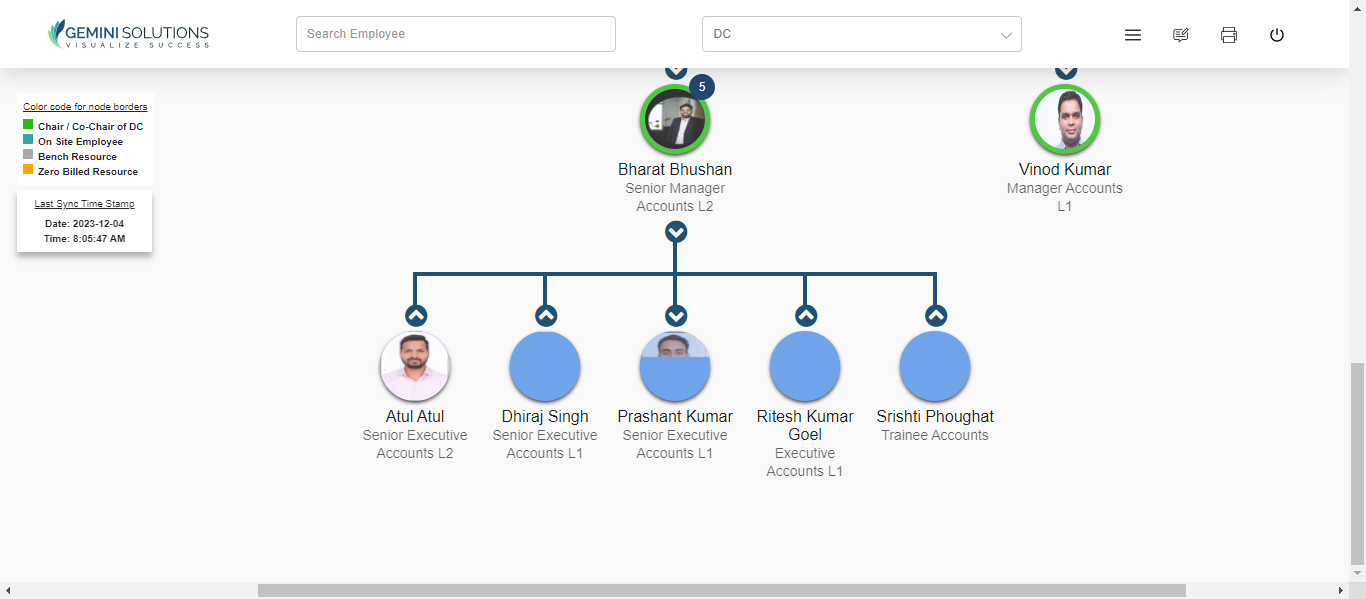 GEMINI SOLUTIONS
VISUALIZE SUCCESS
Search Employee
DC
Color code for node borders
Chair / Co-Chair of DC
On Site Employee
Bench Resource
Zero Billed Resource
Last Sync Time Stamp
Date: 2023-12-04
Time: 8:05:47 AM
5
Bharat Bhushan
Senior Manager
Accounts L2
Vinod Kumar
Manager Accounts
L1
Atul Atul
Senior Executive
Accounts L2
Dhiraj Singh
Senior Executive
Accounts L1
Prashant Kumar
Senior Executive
Accounts L1
Ritesh Kumar
Goel
Executive
Accounts L1
Srishti Phoughat
Trainee Accounts